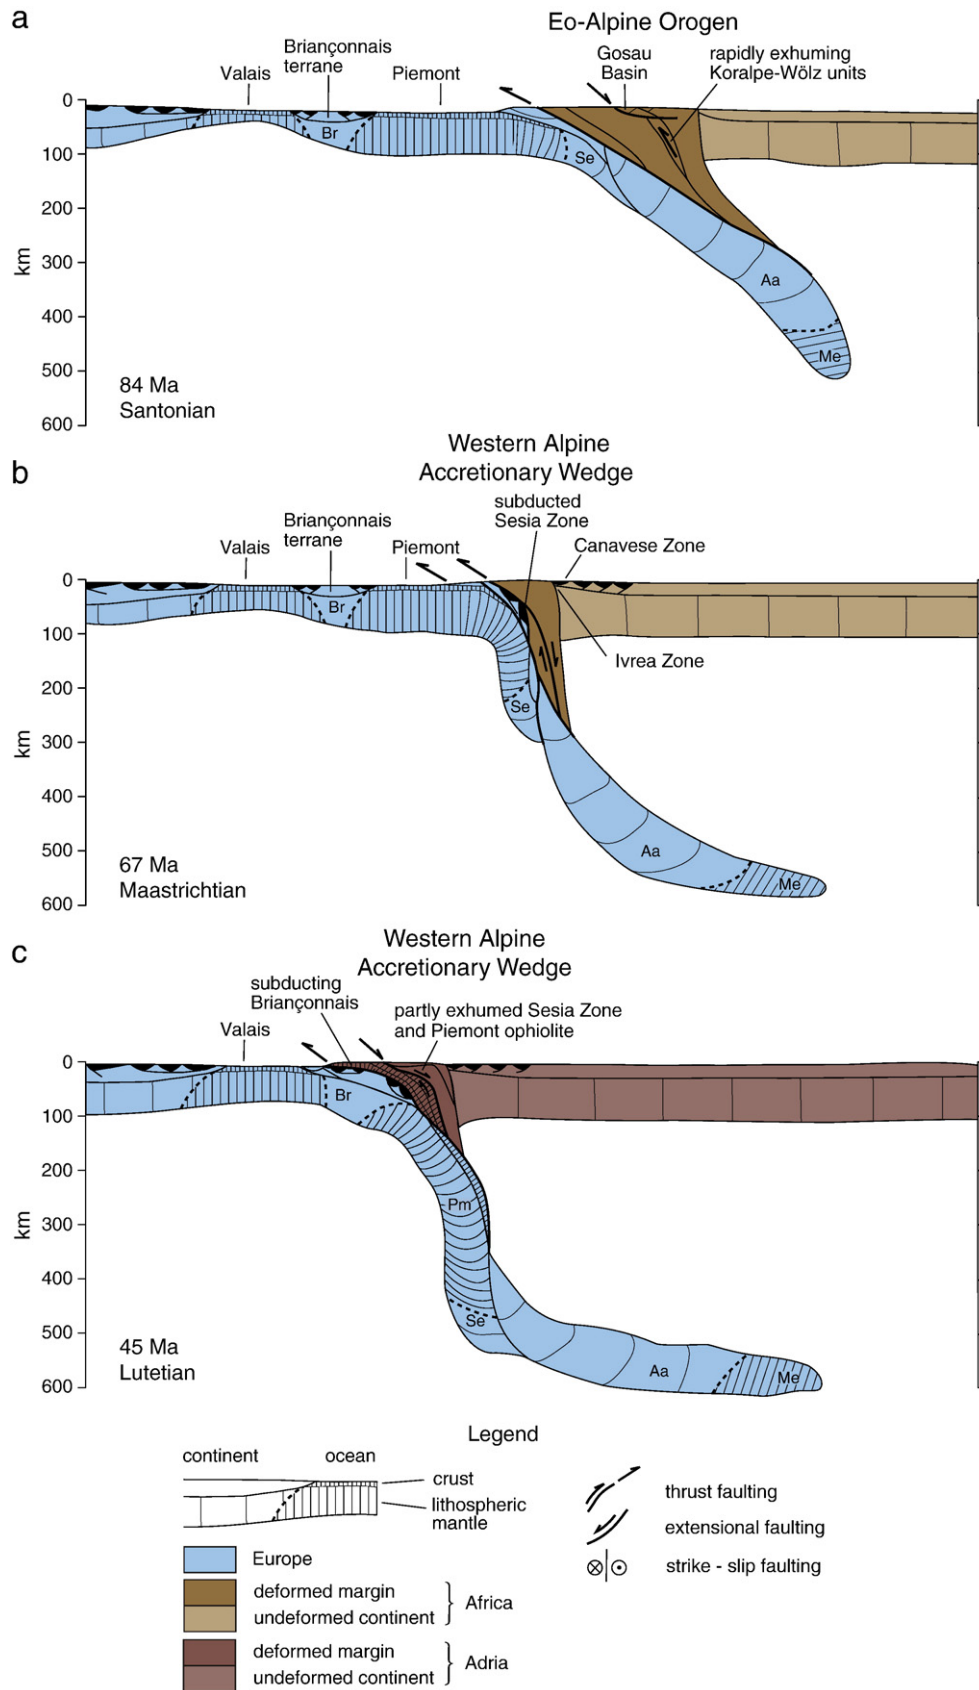 a
Eo-Alpine Orogen
Briançonnais
terrane
Valais
Piemont
Gosau
Basin
rapidly exhuming
Koralpe-Wölz units
0
100
200
300
400
500
600
km
Br
Se
Aa
Me
84 Ma
Santonian
b
Western Alpine
Accretionary Wedge
subducted
Sesia Zone
Briançonnais
terrane
Valais
Piemont
Canavese Zone
Ivrea Zone
0
100
200
300
400
500
600
km
Br
Se
Aa
Me
67 Ma
Maastrichtian
c
Western Alpine
Accretionary Wedge
subducting
Briançonnais
partly exhumed Sesia Zone
and Piemont ophiolite
Valais
0
100
200
300
400
500
600
km
Br
Pm
Se
Aa
Me
45 Ma
Lutetian
Legend
continent ocean
crust
lithospheric
mantle
thrust faulting
extensional faulting
strike - slip faulting
Europe
deformed margin
undeformed continent
Africa
deformed margin
undeformed continent
Adria